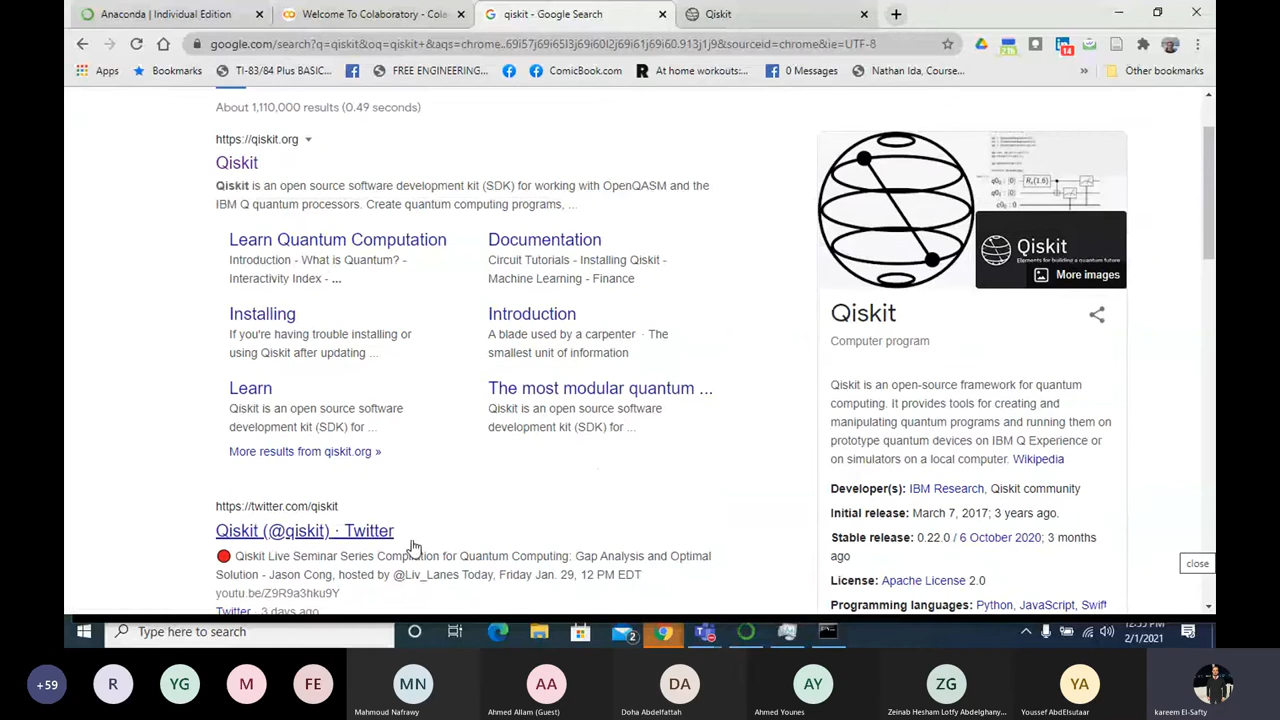 Anaconda | Individual Edition
Welcome To Colaboratory - Cola
qiskit - Google Search
Qiskit
google.com/search?q=qiskit&oq=qiskit+&aqs=chrome..69i57j69i65l3j69i60l2j69i61j69i60.913j1j9&sourceid=chrome&ie=UTF-8
Apps
Bookmarks
TI-83/84 Plus BASIC...
FREE ENGINEERING...
ComicBook.com
At home workouts:...
0 Messages
Nathan Ida, Course...
»
Other bookmarks
About 1,110,000 results (0.49 seconds)
https://qiskit.org
Qiskit
Qiskit is an open source software development kit (SDK) for working with OpenQASM and the
IBM Q quantum processors. Create quantum computing programs, ...
Learn Quantum Computation
Introduction - What is Quantum? -
Interactivity Index - ...
Documentation
Circuit Tutorials - Installing Qiskit -
Machine Learning - Finance
Installing
If you're having trouble installing or
using Qiskit after updating ...
Introduction
A blade used by a carpenter · The
smallest unit of information
Learn
Qiskit is an open source software
development kit (SDK) for ...
The most modular quantum ...
Qiskit is an open source software
development kit (SDK) for ...
More results from qiskit.org »
https://twitter.com/qiskit
Qiskit (@qiskit) · Twitter
Qiskit Live Seminar Series Compilation for Quantum Computing: Gap Analysis and Optimal
Solution - Jason Cong, hosted by @Liv_Lanes Today, Friday Jan. 29, 12 PM EDT
youtu.be/Z9R9a3hku9Y
Twitter · 3 days ago
Qiskit
Elements for building a quantum future
More images
Qiskit
Computer program
Qiskit is an open-source framework for quantum
computing. It provides tools for creating and
manipulating quantum programs and running them on
prototype quantum devices on IBM Q Experience or
on simulators on a local computer. Wikipedia
Developer(s): IBM Research, Qiskit community
Initial release: March 7, 2017; 3 years ago.
Stable release: 0.22.0 / 6 October 2020; 3 months
ago
License: Apache License 2.0
Programming languages: Python, JavaScript, Swift
close
Type here to search
2
2/1/2021
+59
R
YG
M
FE
MN
Mahmoud Nafrawy
AA
Ahmed Allam (Guest)
DA
Doha Abdelfattah
AY
Ahmed Younes
ZG
Zeinab Hesham Lotfy Abdelghany...
YA
Youssef AbdElsutaar
kareem El-Safty